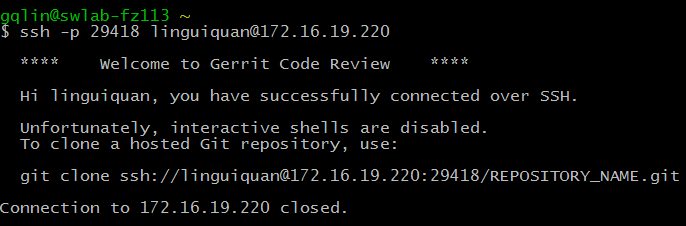 gqlin@swlab-fz113 ~
$ ssh -p 29418 linguiquan@172.16.19.220
**** Welcome to Gerrit Code Review ****
Hi linguiquan, you have successfully connected over SSH.
Unfortunately, interactive shells are disabled.
To clone a hosted Git repository, use:
git clone ssh://linguiquan@172.16.19.220:29418/REPOSITORY_NAME.git
Connection to 172.16.19.220 closed.